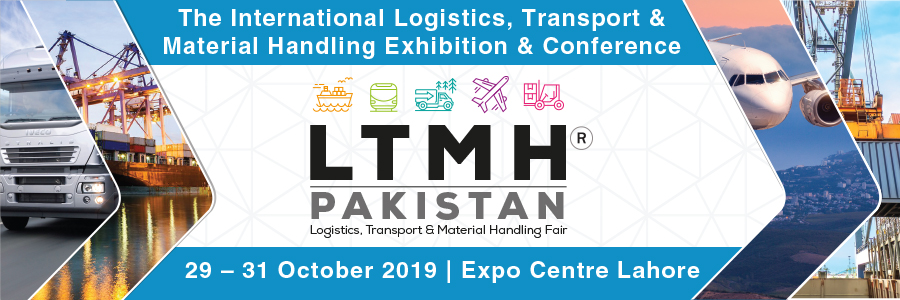 The International Logistics, Transport &
Material Handling Exhibition & Conference
LTMH®
PAKISTAN
Logistics, Transport & Material Handling Fair
29 – 31 October 2019 | Expo Centre Lahore
IVECO